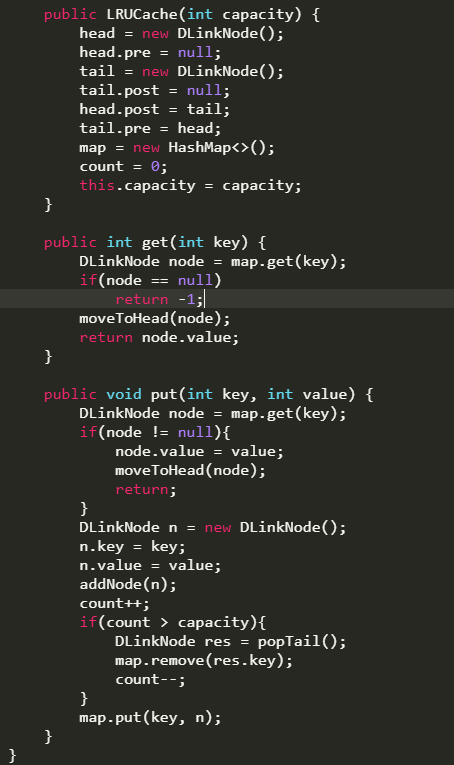 public LRUCache(int capacity) {
head = new DLinkNode();
head.pre = null;
tail = new DLinkNode();
tail.post = null;
head.post = tail;
tail.pre = head;
map = new HashMap<>();
count = 0;
this.capacity = capacity;
}
public int get(int key) {
DLinkNode node = map.get(key);
if(node == null)
return -1;
moveToHead(node);
return node.value;
}
public void put(int key, int value) {
DLinkNode node = map.get(key);
if(node != null){
node.value = value;
moveToHead(node);
return;
}
DLinkNode n = new DLinkNode();
n.key = key;
n.value = value;
addNode(n);
count++;
if(count > capacity){
DLinkNode res = popTail();
map.remove(res.key);
count--;
}
map.put(key, n);
}
}